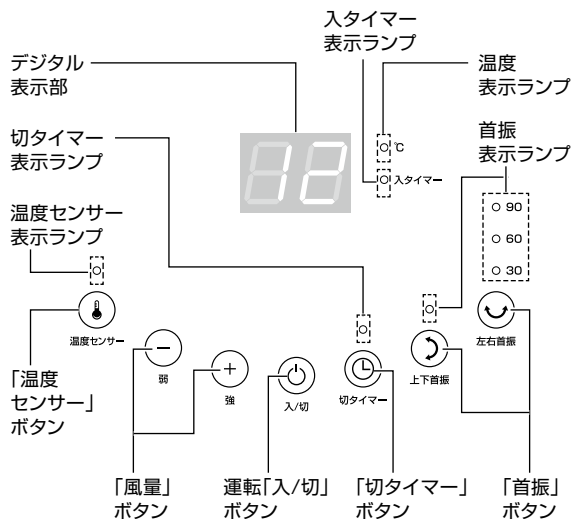 入タイマー
表示ランプ
デジタル
表示部
温度
表示ランプ
切タイマー
表示ランプ
首振
表示ランプ
12
℃
入タイマー
90
60
30
温度センサー
表示ランプ
温度センサー
左右首振
弱
強
入/切
切タイマー
上下首振
「温度
センサー」
ボタン
「風量」
ボタン
運転「入/切」
ボタン
「切タイマー」
ボタン
「首振」
ボタン